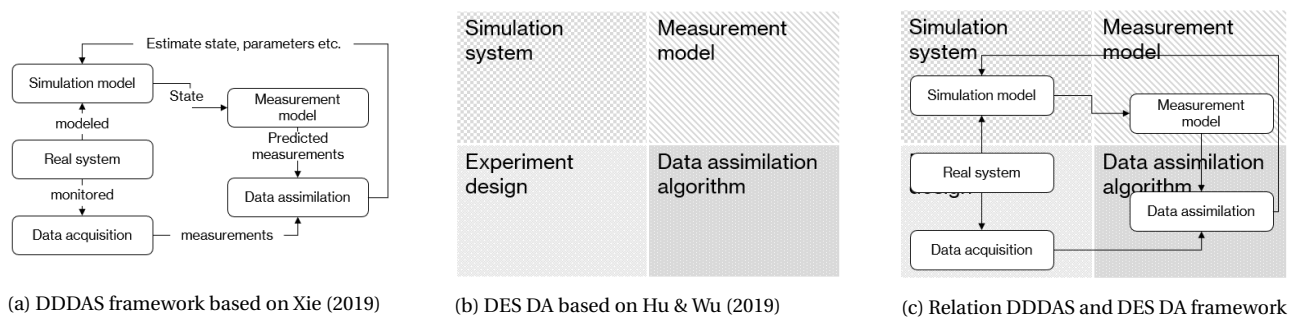 Estimate state, parameters etc.
Simulation model
State
Measurement
model
modeled
Predicted
measurements
Real system
monitored
Data assimilation
Data acquisition
measurements
(a) DDDAS framework based on Xie (2019)
Simulation
system
Measurement
model
Experiment
design
Data assimilation
algorithm
(b) DES DA based on Hu & Wu (2019)
Simulation
system
Measurement
model
Simulation model
Measurement
model
Real system
design
Data assimilation
algorithm
Data assimilation
Data acquisition
(c) Relation DDDAS and DES DA framework